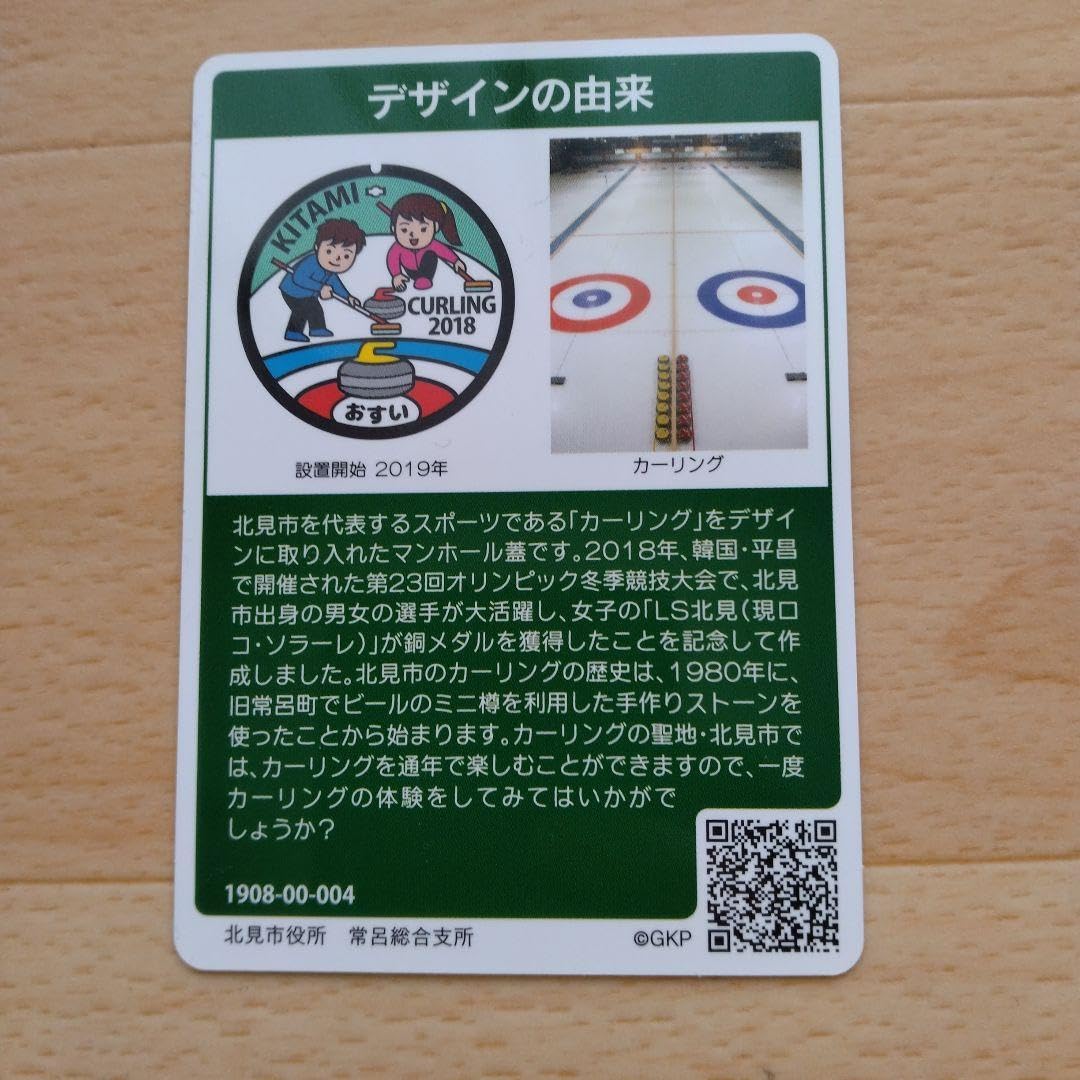 デザインの由来
KITAMI
CURLING
2018
おすい
設置開始 2019年
カーリング
北見市を代表するスポーツである「カーリング」をデザイ
ンに取り入れたマンホール蓋です。2018年、韓国・平昌
で開催された第23回オリンピック冬季競技大会で、北見
市出身の男女の選手が大活躍し、女子の「LS北見(現ロ
コ・ソラーレ)」が銅メダルを獲得したことを記念して作
成しました。北見市のカーリングの歴史は、1980年に、
旧常呂町でビールのミニ樽を利用した手作りストーンを
使ったことから始まります。カーリングの聖地・北見市で
は、カーリングを通年で楽しむことができますので、一度
カーリングの体験をしてみてはいかがで
しょうか?
1908-00-004
北見市役所　常呂総合支所
©GKP